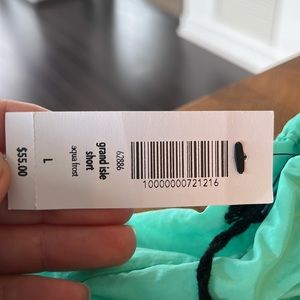 62886
grand isle
short
aqua frost
10000000721216
L
$55.00